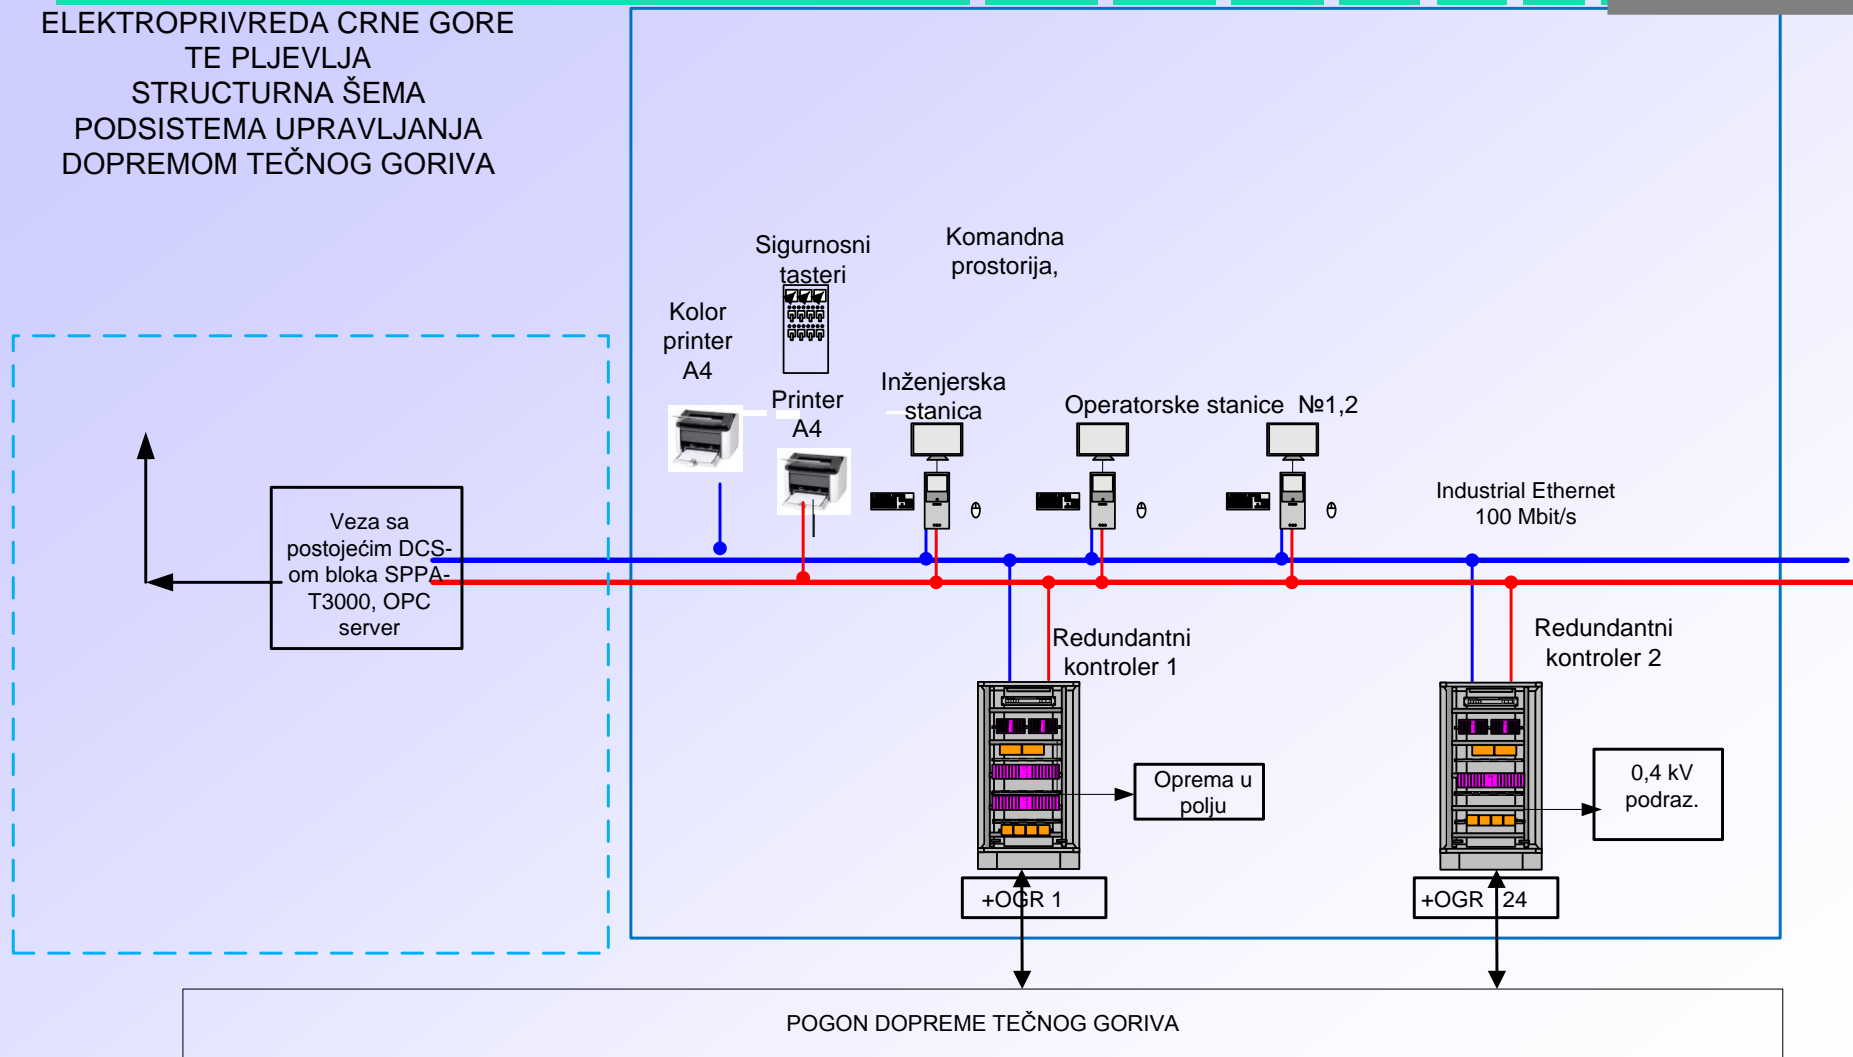 ELEKTROPRIVREDA CRNE GORE
TE PLJEVLJA
STRUCTURNA ŠEMA
PODSISTEMA UPRAVLJANJA
DOPREMOM TEČNOG GORIVA
Sigurnosni
tasteri
Komandna
prostorija,
Kolor
printer
A4
Printer
A4
Inženjerska
stanica
Operatorske stanice №1,2
Industrial Ethernet
100 Mbit/s
Veza sa
postojećim DCS-
om bloka SPPA-
T3000, OPC
server
Redundantni
kontroler 1
Redundantni
kontroler 2
Oprema u
polju
0,4 kV
podraz.
+OGR 1
+OGR 24
POGON DOPREME TEČNOG GORIVA